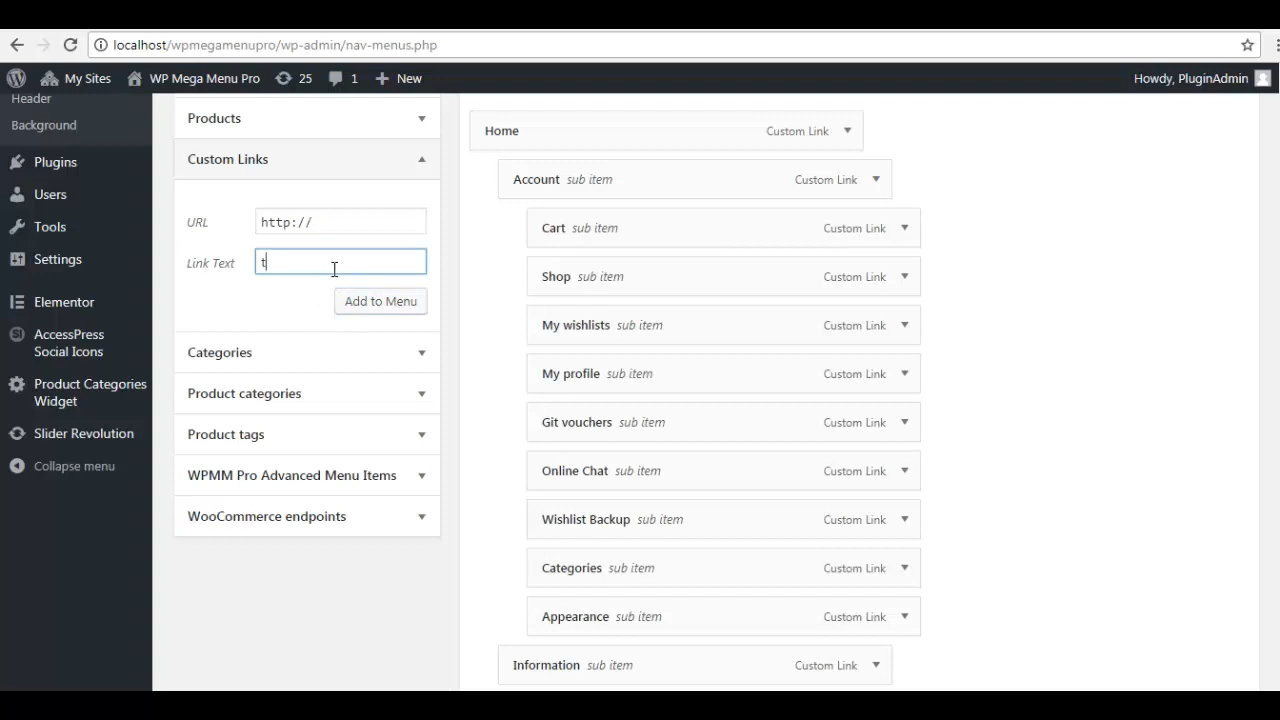 localhost/wpmegamenupro/wp-admin/nav-menus.php
My Sites WP Mega Menu Pro 25 1 New Howdy, PluginAdmin
Header
Background
Plugins
Users
Tools
Settings
Elementor
AccessPress
Social Icons
Product Categories
Widget
Slider Revolution
Collapse menu
Products
Custom Links
URL http://
Link Text t
Add to Menu
Categories
Product categories
Product tags
WPMM Pro Advanced Menu Items
WooCommerce endpoints
Home Custom Link
Account sub item Custom Link
Cart sub item Custom Link
Shop sub item Custom Link
My wishlists sub item Custom Link
My profile sub item Custom Link
Git vouchers sub item Custom Link
Online Chat sub item Custom Link
Wishlist Backup sub item Custom Link
Categories sub item Custom Link
Appearance sub item Custom Link
Information sub item Custom Link